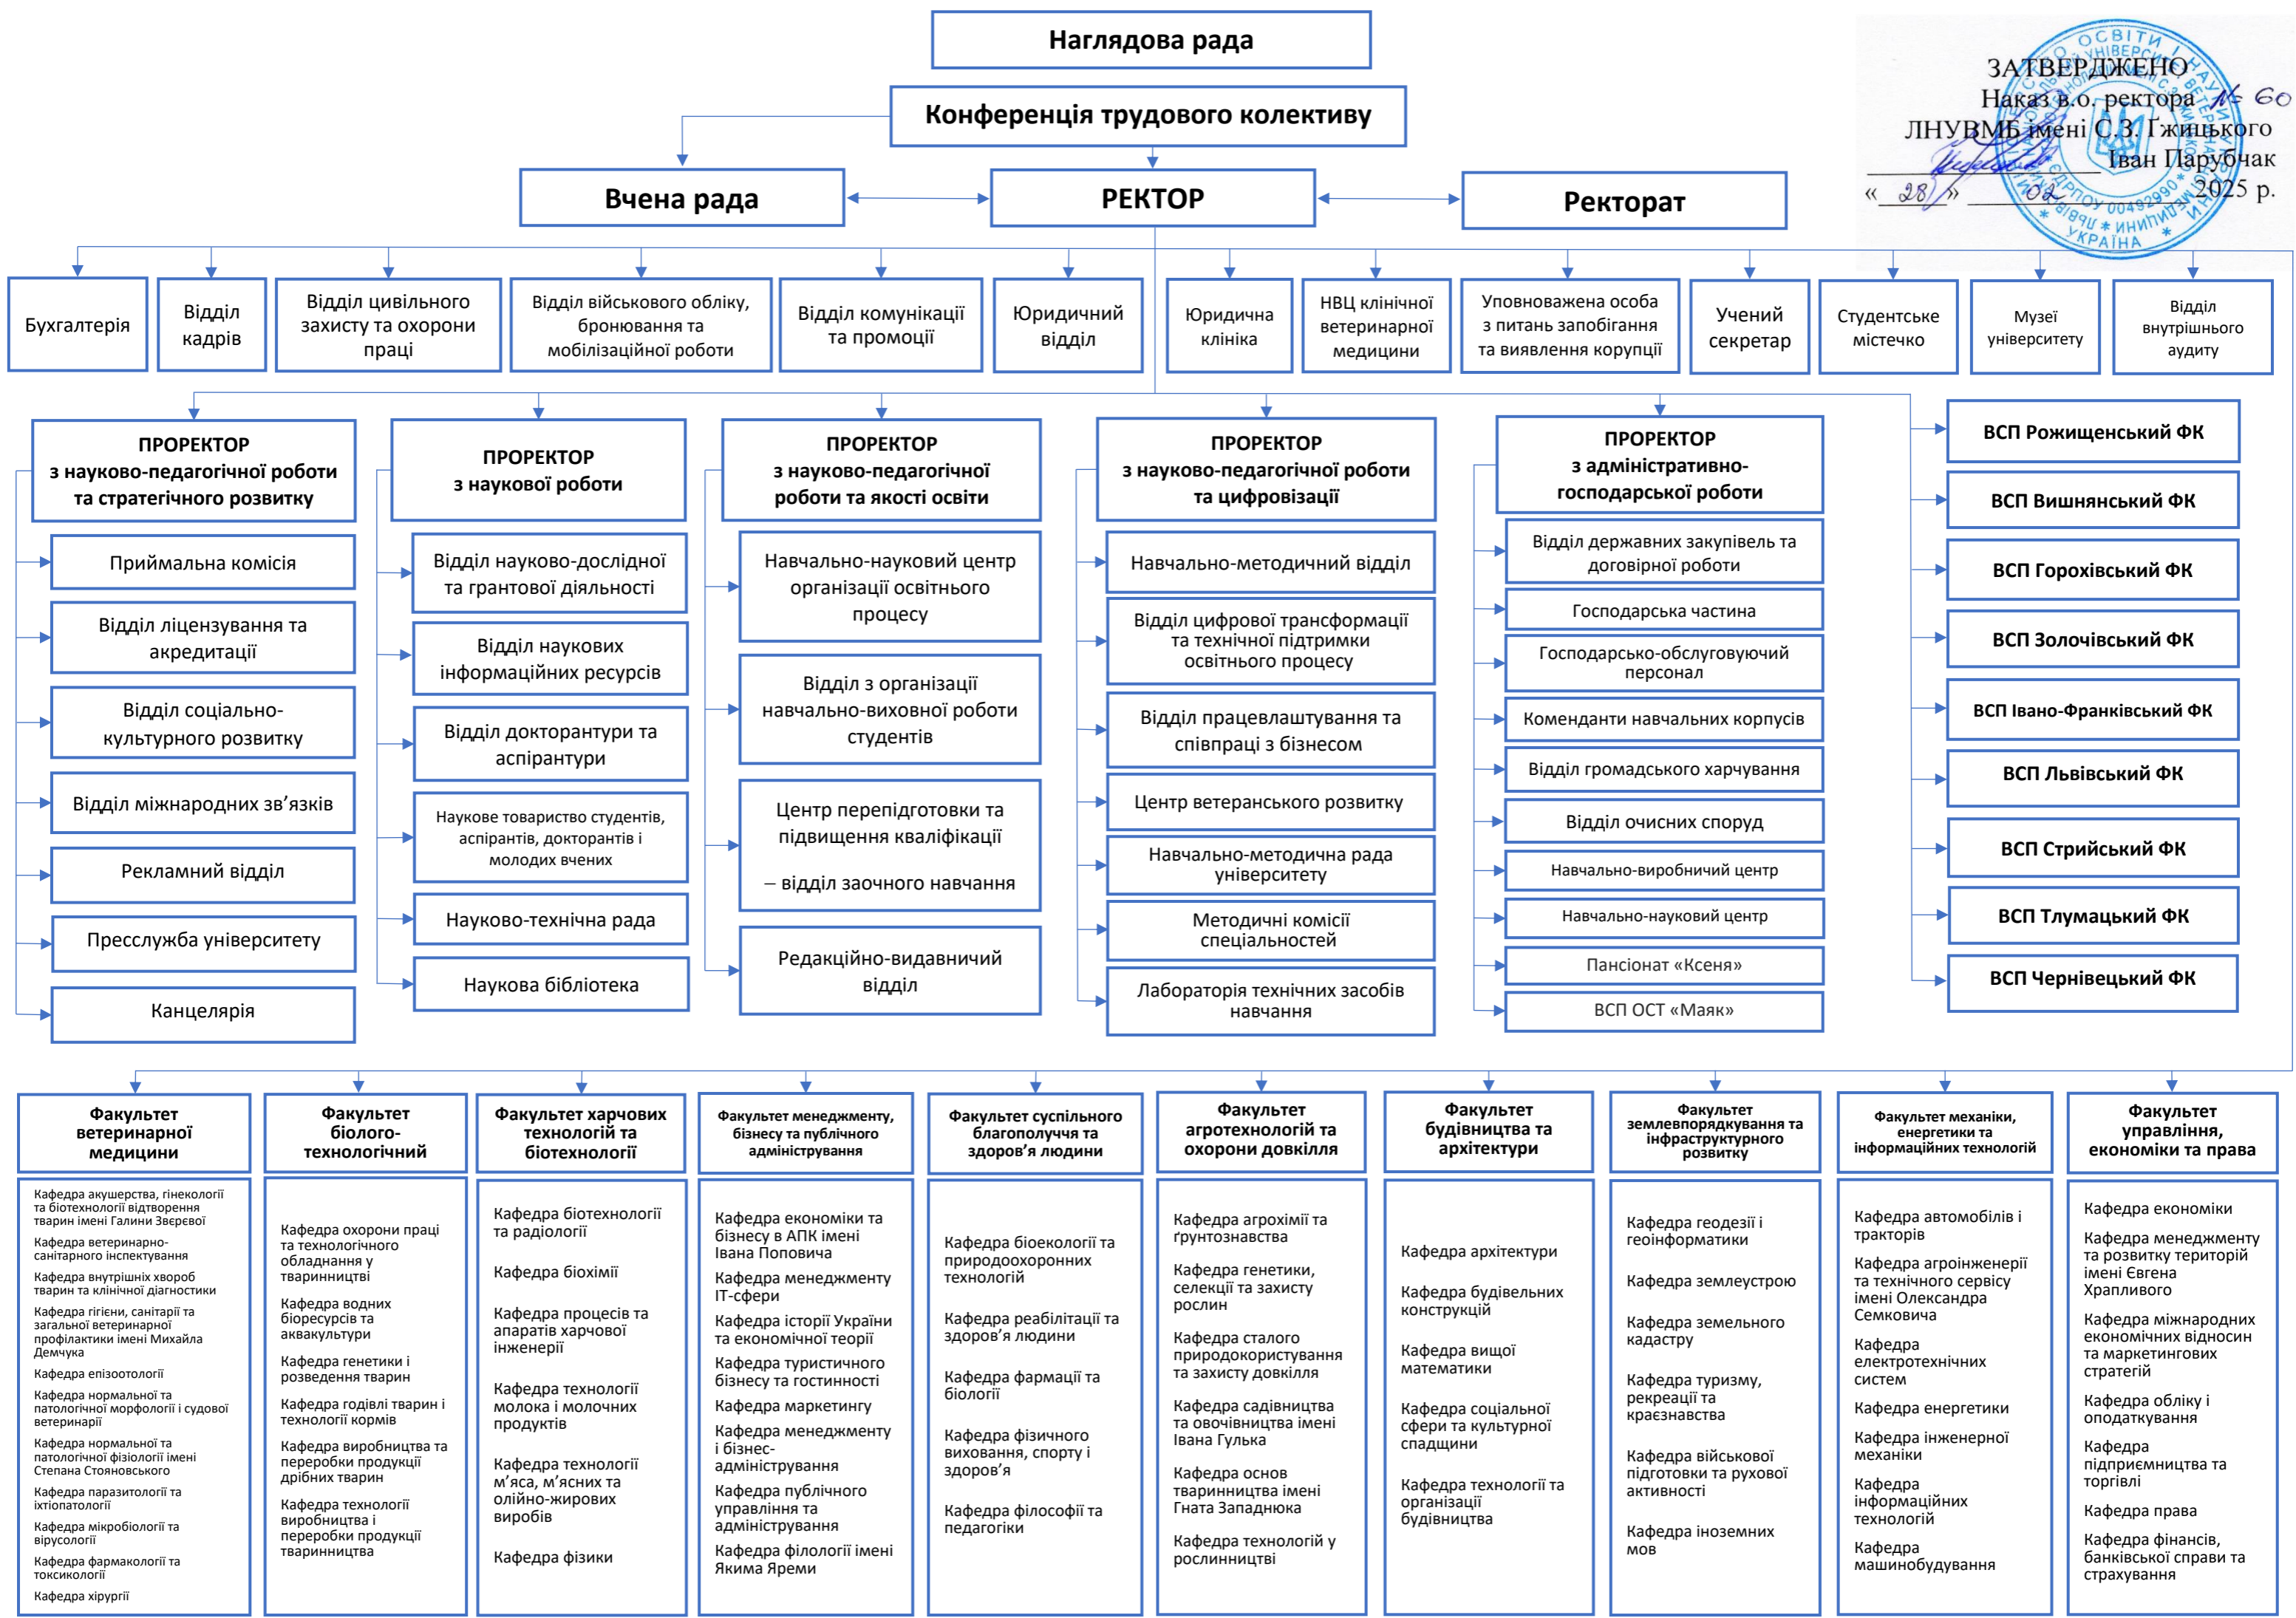 Наглядова рада
Конференція трудового колективу
Вчена рада
РЕКТОР
Ректорат
ЗАТВЕРДЖЕНО
Наказ в.о. ректора № 60
ЛНУВМБ імені С.З. Ґжицького
Іван Парубчак
« 28 » 02 2025 р.
ЄДРПОУ 00492990
УКРАЇНА
Бухгалтерія
Відділ
кадрів
Відділ цивільного
захисту та охорони
праці
Відділ військового обліку,
бронювання та
мобілізаційної роботи
Відділ комунікації
та промоції
Юридичний
відділ
Юридична
клініка
НВЦ клінічної
ветеринарної
медицини
Уповноважена особа
з питань запобігання
та виявлення корупції
Учений
секретар
Студентське
містечко
Музеї
університету
Відділ
внутрішнього
аудиту
ПРОРЕКТОР
з науково-педагогічної роботи
та стратегічного розвитку
Приймальна комісія
Відділ ліцензування та
акредитації
Відділ соціально-
культурного розвитку
Відділ міжнародних зв’язків
Рекламний відділ
Пресслужба університету
Канцелярія
ПРОРЕКТОР
з наукової роботи
Відділ науково-дослідної
та грантової діяльності
Відділ наукових
інформаційних ресурсів
Відділ докторантури та
аспірантури
Наукове товариство студентів,
аспірантів, докторантів і
молодих вчених
Науково-технічна рада
Наукова бібліотека
ПРОРЕКТОР
з науково-педагогічної
роботи та якості освіти
Навчально-науковий центр
організації освітнього
процесу
Відділ з організації
навчально-виховної роботи
студентів
Центр перепідготовки та
підвищення кваліфікації
– відділ заочного навчання
Редакційно-видавничий
відділ
ПРОРЕКТОР
з науково-педагогічної роботи
та цифровізації
Навчально-методичний відділ
Відділ цифрової трансформації
та технічної підтримки
освітнього процесу
Відділ працевлаштування та
співпраці з бізнесом
Центр ветеранського розвитку
Навчально-методична рада
університету
Методичні комісії
спеціальностей
Лабораторія технічних засобів
навчання
ПРОРЕКТОР
з адміністративно-
господарської роботи
Відділ державних закупівель та
договірної роботи
Господарська частина
Господарсько-обслуговуючий
персонал
Коменданти навчальних корпусів
Відділ громадського харчування
Відділ очисних споруд
Навчально-виробничий центр
Навчально-науковий центр
Пансіонат «Ксеня»
ВСП ОСТ «Маяк»
ВСП Рожищенський ФК
ВСП Вишнянський ФК
ВСП Горохівський ФК
ВСП Золочівський ФК
ВСП Івано-Франківський ФК
ВСП Львівський ФК
ВСП Стрийський ФК
ВСП Тлумацький ФК
ВСП Чернівецький ФК
Факультет
ветеринарної
медицини
Кафедра акушерства, гінекології
та біотехнології відтворення
тварин імені Галини Звєрєвої
Кафедра ветеринарно-
санітарного інспектування
Кафедра внутрішніх хвороб
тварин та клінічної діагностики
Кафедра гігієни, санітарії та
загальної ветеринарної
профілактики імені Михайла
Демчука
Кафедра епізоотології
Кафедра нормальної та
патологічної морфології і судової
ветеринарії
Кафедра нормальної та
патологічної фізіології імені
Степана Стояновського
Кафедра паразитології та
іхтіопатології
Кафедра мікробіології та
вірусології
Кафедра фармакології та
токсикології
Кафедра хірургії
Факультет
біолого-
технологічний
Кафедра охорони праці
та технологічного
обладнання у
тваринництві
Кафедра водних
біоресурсів та
аквакультури
Кафедра генетики і
розведення тварин
Кафедра годівлі тварин і
технології кормів
Кафедра виробництва та
переробки продукції
дрібних тварин
Кафедра технології
виробництва і
переробки продукції
тваринництва
Факультет харчових
технологій та
біотехнології
Кафедра біотехнології
та радіології
Кафедра біохімії
Кафедра процесів та
апаратів харчової
інженерії
Кафедра технології
молока і молочних
продуктів
Кафедра технології
м’яса, м’ясних та
олійно-жирових
виробів
Кафедра фізики
Факультет менеджменту,
бізнесу та публічного
адміністрування
Кафедра економіки та
бізнесу в АПК імені
Івана Поповича
Кафедра менеджменту
ІТ-сфери
Кафедра історії України
та економічної теорії
Кафедра туристичного
бізнесу та гостинності
Кафедра маркетингу
Кафедра менеджменту
і бізнес-
адміністрування
Кафедра публічного
управління та
адміністрування
Кафедра філології імені
Якима Яреми
Факультет суспільного
благополуччя та
здоров’я людини
Кафедра біоекології та
природоохоронних
технологій
Кафедра реабілітації та
здоров’я людини
Кафедра фармації та
біології
Кафедра фізичного
виховання, спорту і
здоров’я
Кафедра філософії та
педагогіки
Факультет
агротехнологій та
охорони довкілля
Кафедра агрохімії та
ґрунтознавства
Кафедра генетики,
селекції та захисту
рослин
Кафедра сталого
природокористування
та захисту довкілля
Кафедра садівництва
та овочівництва імені
Івана Гулька
Кафедра основ
тваринництва імені
Гната Западнюка
Кафедра технологій у
рослинництві
Факультет
будівництва та
архітектури
Кафедра архітектури
Кафедра будівельних
конструкцій
Кафедра вищої
математики
Кафедра соціальної
сфери та культурної
спадщини
Кафедра технології та
організації
будівництва
Факультет
землевпорядкування та
інфраструктурного
розвитку
Кафедра геодезії і
геоінформатики
Кафедра землеустрою
Кафедра земельного
кадастру
Кафедра туризму,
рекреації та
краєзнавства
Кафедра військової
підготовки та рухової
активності
Кафедра іноземних
мов
Факультет механіки,
енергетики та
інформаційних технологій
Кафедра автомобілів і
тракторів
Кафедра агроінженерії
та технічного сервісу
імені Олександра
Семковича
Кафедра
електротехнічних
систем
Кафедра енергетики
Кафедра інженерної
механіки
Кафедра
інформаційних
технологій
Кафедра
машинобудування
Факультет
управління,
економіки та права
Кафедра економіки
Кафедра менеджменту
та розвитку територій
імені Євгена
Храпливого
Кафедра міжнародних
економічних відносин
та маркетингових
стратегій
Кафедра обліку і
оподаткування
Кафедра
підприємництва та
торгівлі
Кафедра права
Кафедра фінансів,
банківської справи та
страхування